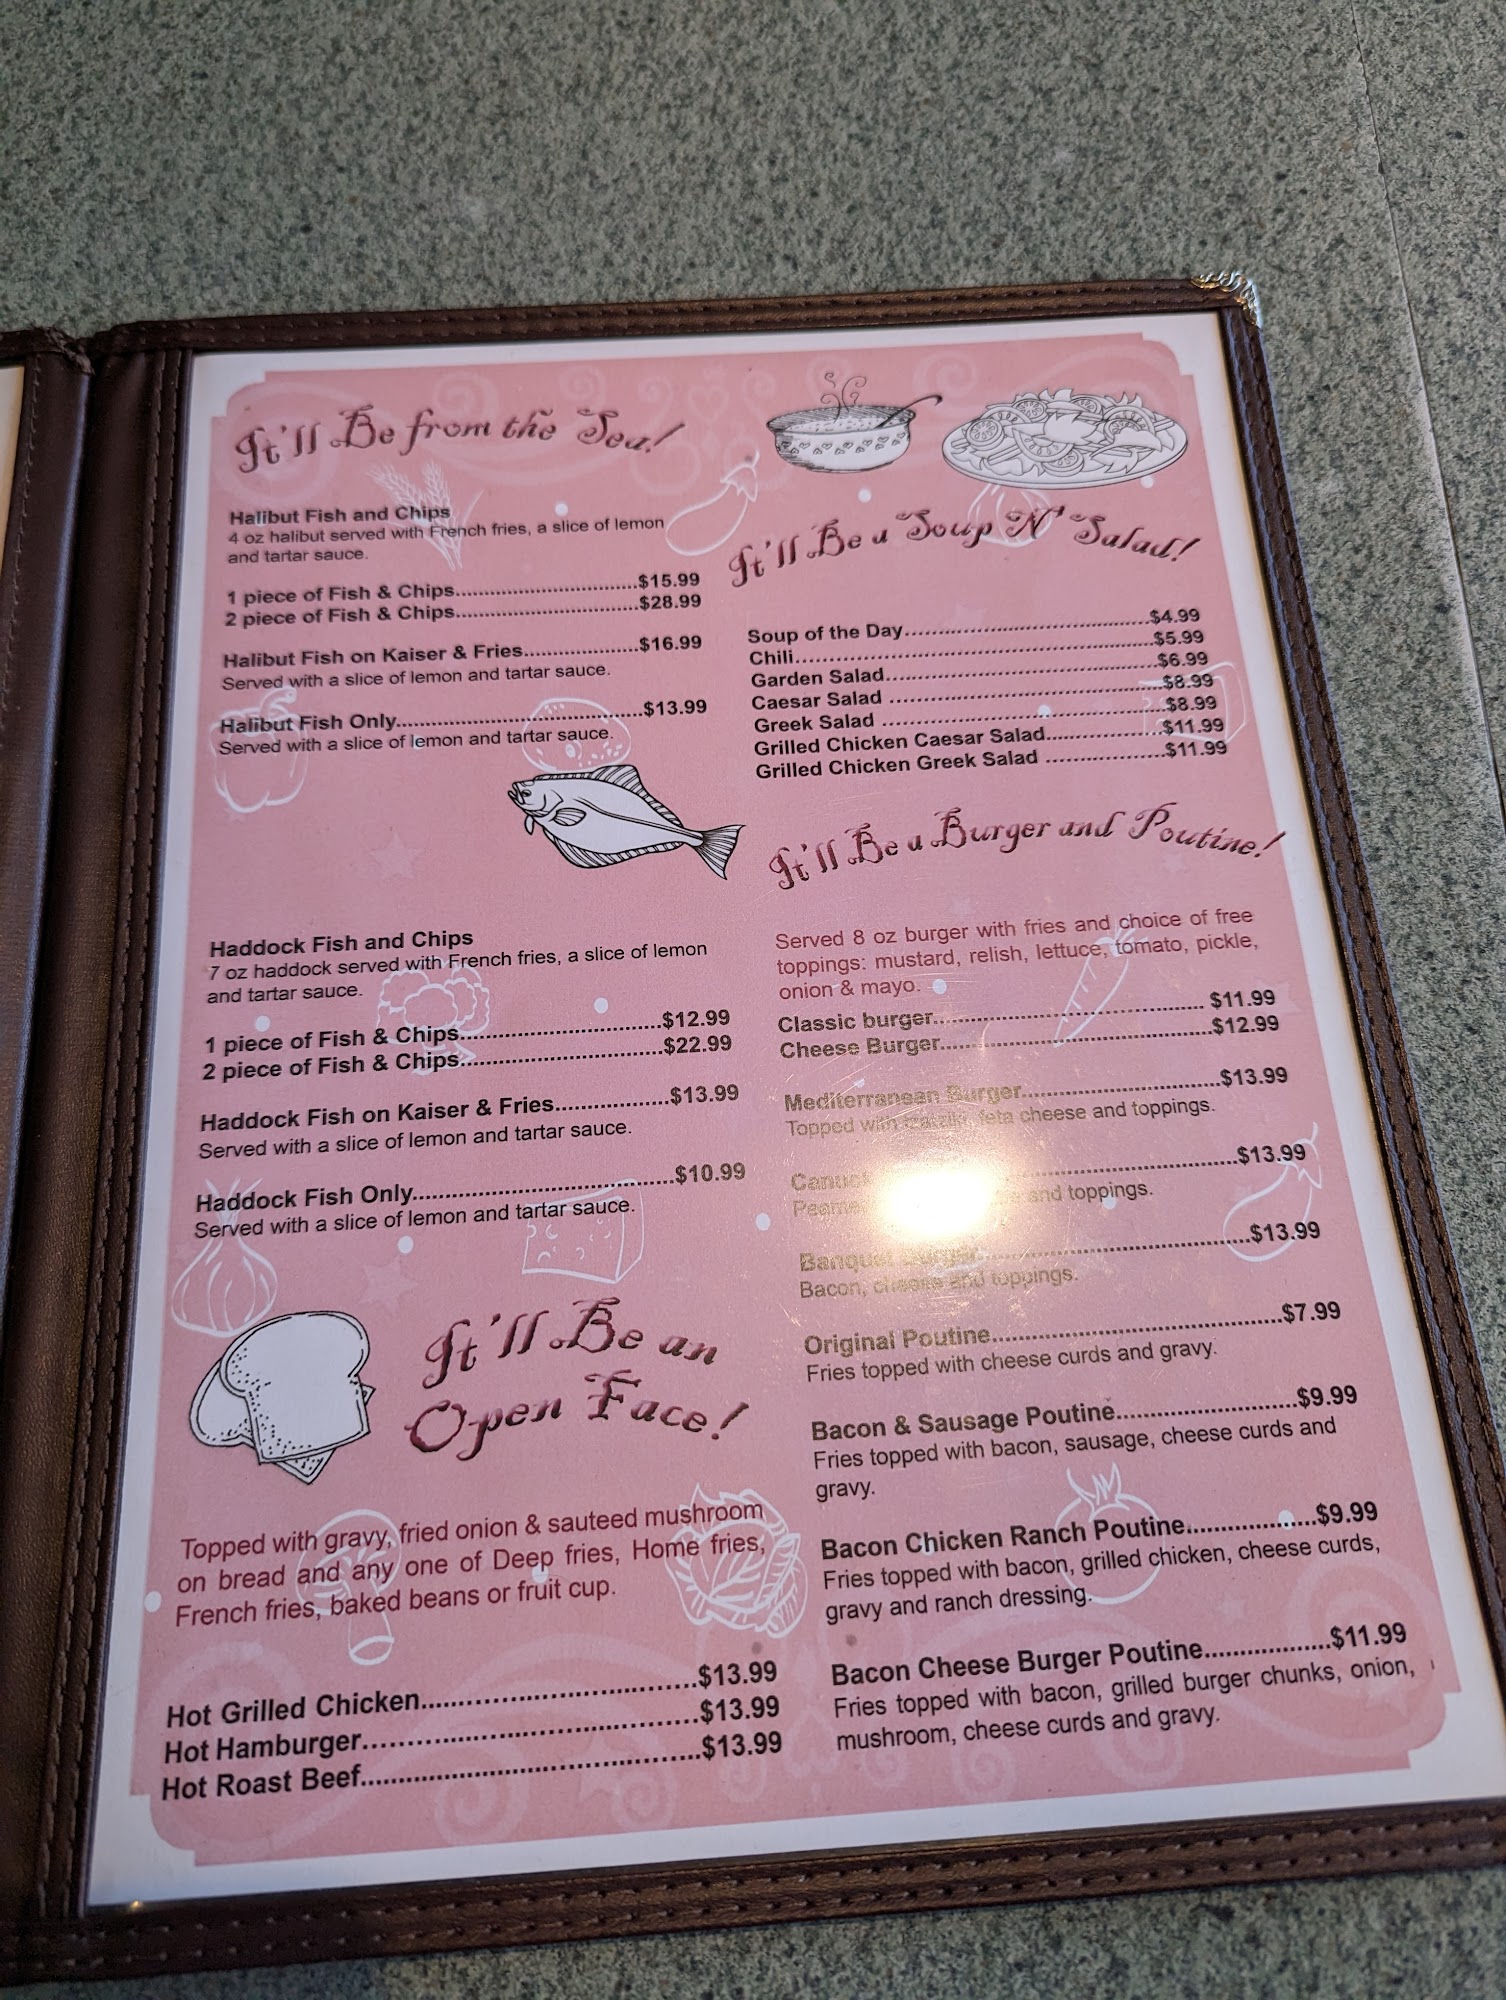 It'll Be from the Sea!
Halibut Fish and Chips
4 oz halibut served with French fries, a slice of lemon
and tartar sauce.
1 piece of Fish & Chips..................................$15.99
2 piece of Fish & Chips..................................$28.99
Halibut Fish on Kaiser & Fries.....................$16.99
Served with a slice of lemon and tartar sauce.
Halibut Fish Only............................................$13.99
Served with a slice of lemon and tartar sauce.
Haddock Fish and Chips
7 oz haddock served with French fries, a slice of lemon
and tartar sauce.
1 piece of Fish & Chips..................................$12.99
2 piece of Fish & Chips..................................$22.99
Haddock Fish on Kaiser & Fries...................$13.99
Served with a slice of lemon and tartar sauce.
Haddock Fish Only..........................................$10.99
Served with a slice of lemon and tartar sauce.
It'll Be an
Open Face!
Topped with gravy, fried onion & sauteed mushroom
on bread and any one of Deep fries, Home fries,
French fries, baked beans or fruit cup.
Hot Grilled Chicken....................................$13.99
Hot Hamburger............................................$13.99
Hot Roast Beef............................................$13.99
It'll Be a Soup N' Salad!
Soup of the Day.............................................$4.99
Chili.................................................................$5.99
Garden Salad.................................................$6.99
Caesar Salad .................................................$8.99
Greek Salad ...................................................$8.99
Grilled Chicken Caesar Salad.....................$11.99
Grilled Chicken Greek Salad ......................$11.99
It'll Be a Burger and Poutine!
Served 8 oz burger with fries and choice of free
toppings: mustard, relish, lettuce, tomato, pickle,
onion & mayo.
Classic burger.......................................... $11.99
Cheese Burger..........................................$12.99
Mediterranean Burger...............................$13.99
Topped with tzatziki, feta cheese and toppings.
Canuck ..............................$13.99
and toppings.
Banquet Burger..........................................$13.99
Bacon, cheese and toppings.
Original Poutine..........................................$7.99
Fries topped with cheese curds and gravy.
Bacon & Sausage Poutine..........................$9.99
Fries topped with bacon, sausage, cheese curds and
gravy.
Bacon Chicken Ranch Poutine...................$9.99
Fries topped with bacon, grilled chicken, cheese curds,
gravy and ranch dressing.
Bacon Cheese Burger Poutine..................$11.99
Fries topped with bacon, grilled burger chunks, onion,
mushroom, cheese curds and gravy.